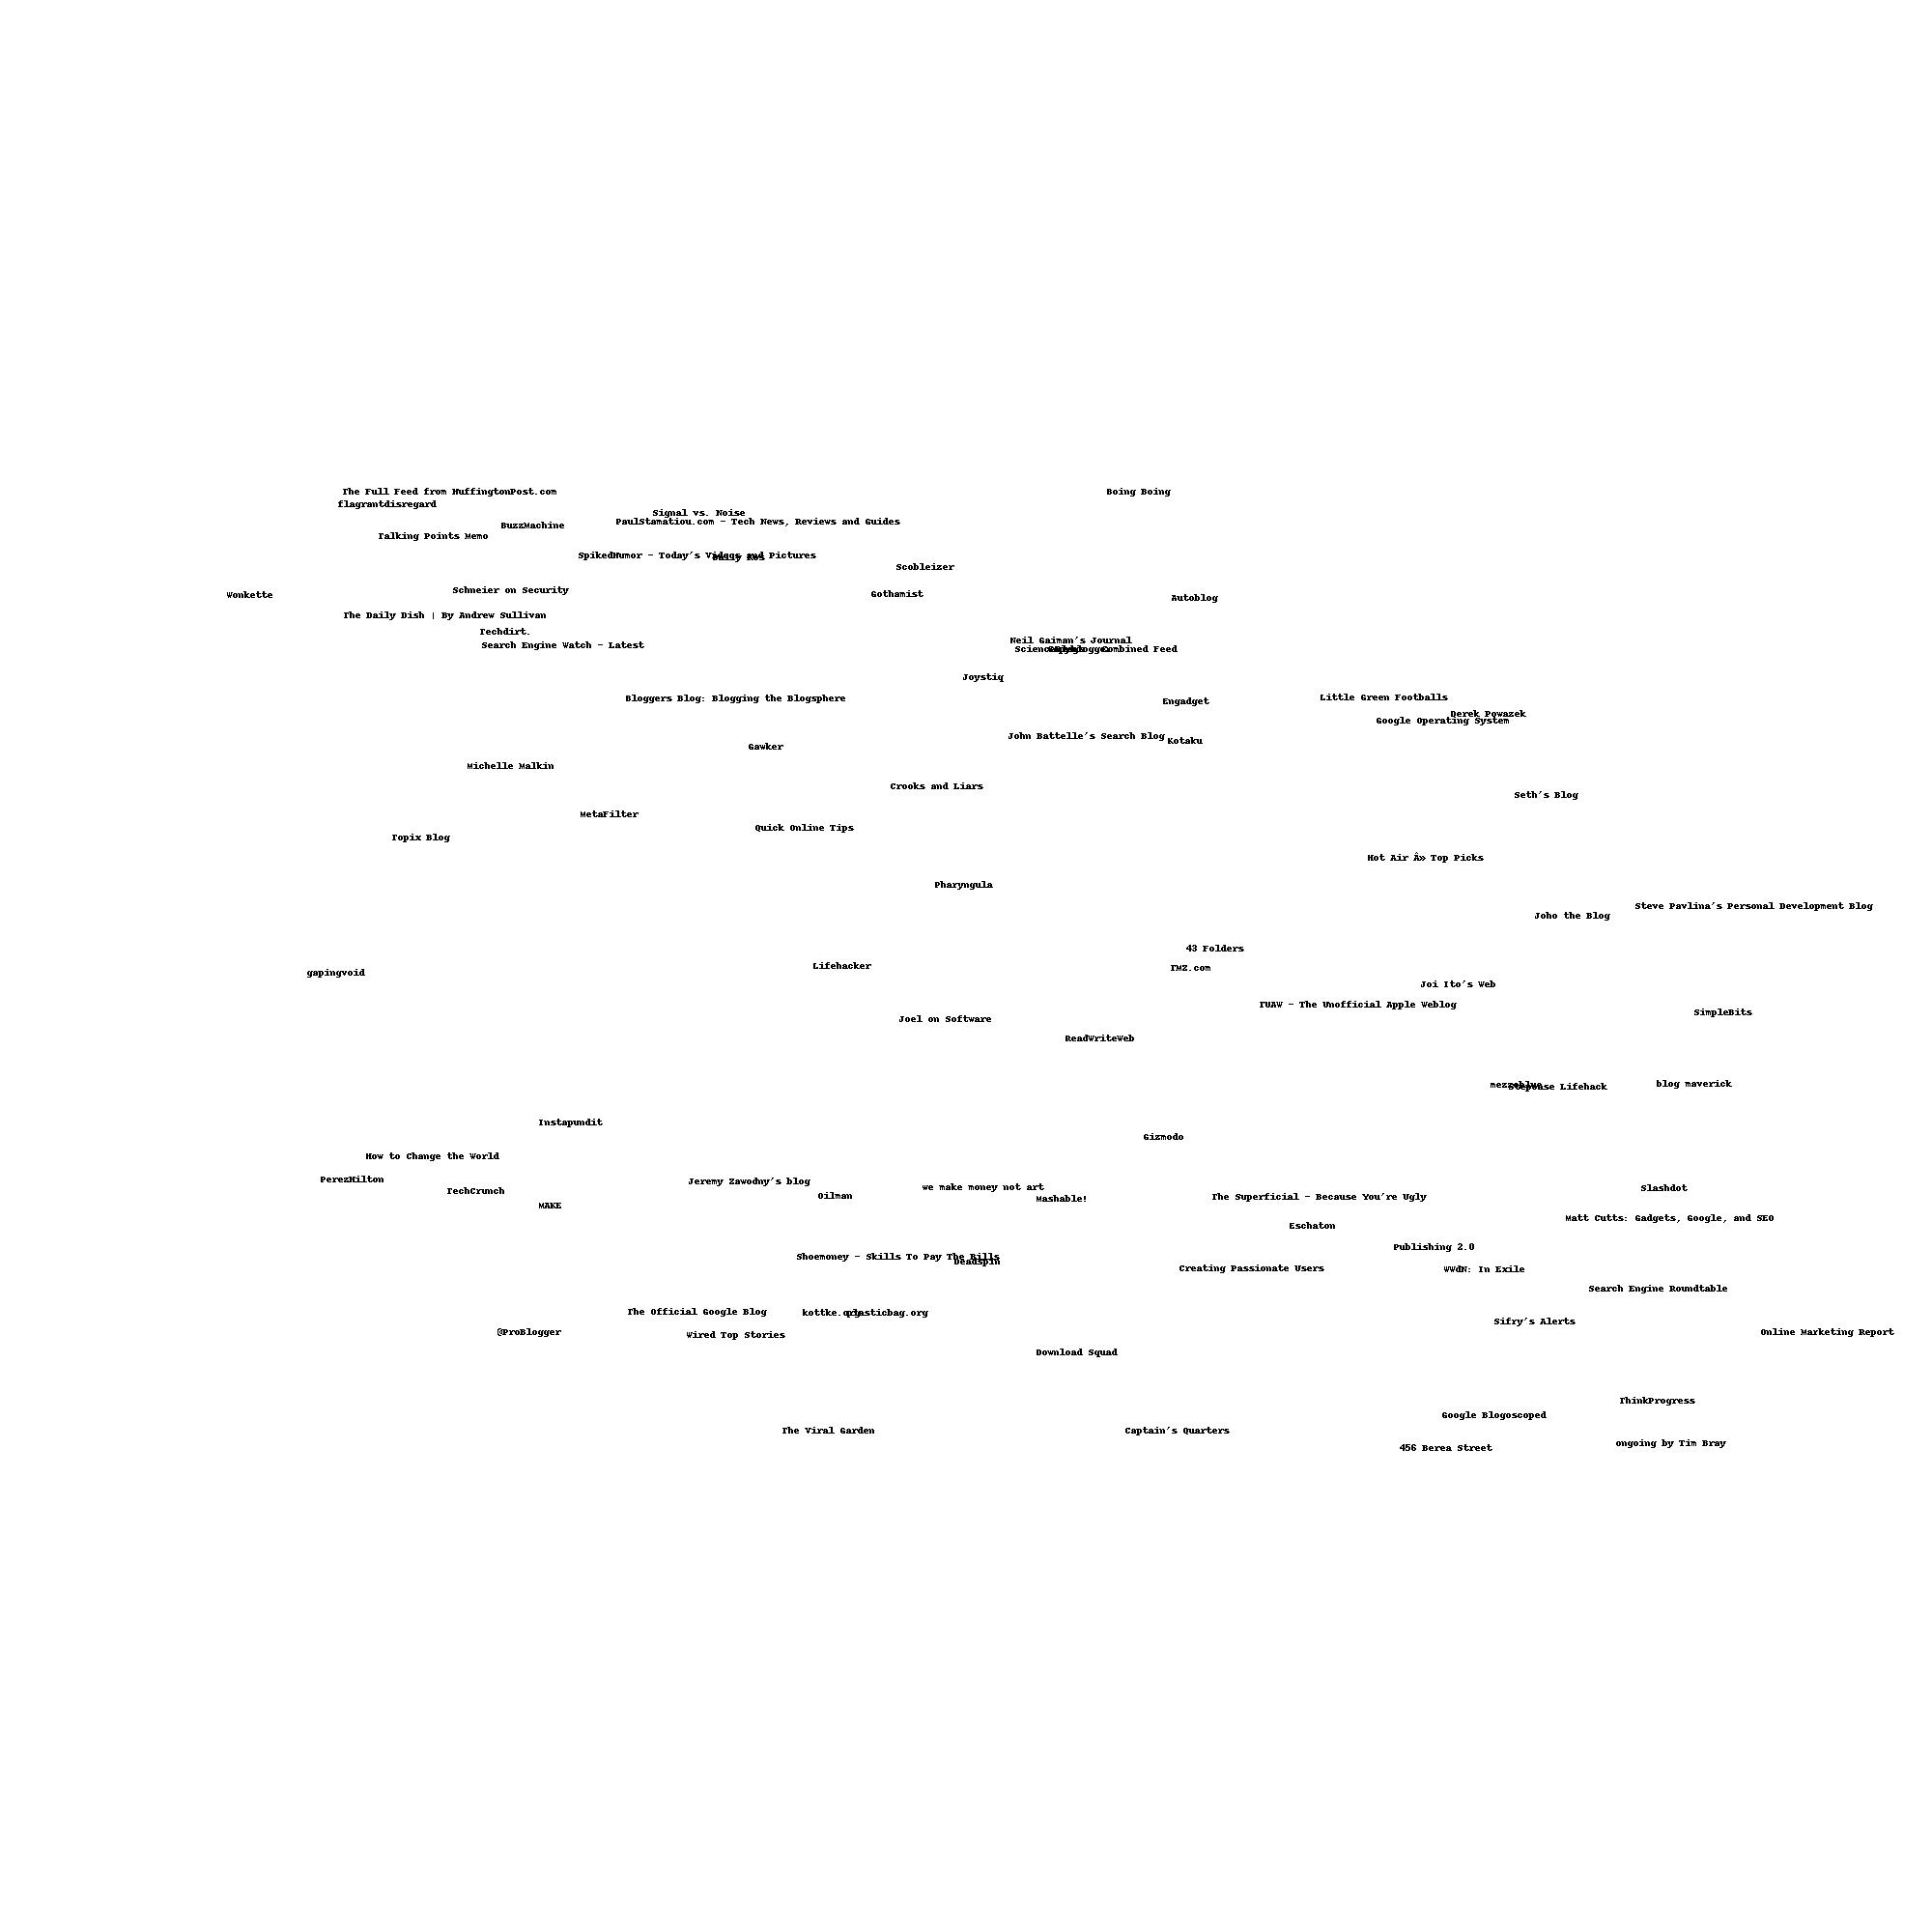 The Full Feed from HuffingtonPost.com
Boing Boing
flagrantdisregard
Signal vs. Noise
PaulStamatiou.com - Tech News, Reviews and Guides
BuzzMachine
Talking Points Memo
SpikedHumor - Today's Videos and Pictures
Daily Kos
Scobleizer
Schneier on Security
Gothamist
Wonkette
Autoblog
The Daily Dish | By Andrew Sullivan
Techdirt.
Neil Gaiman's Journal
Search Engine Watch - Latest
Combined Feed
Joystiq
Little Green Footballs
Bloggers Blog: Blogging the Blogsphere
Engadget
Derek Powazek
Google Operating System
John Battelle's Search Blog
Kotaku
Gawker
Michelle Malkin
Crooks and Liars
Seth's Blog
MetaFilter
Quick Online Tips
Topix Blog
Hot Air Â» Top Picks
Pharyngula
Steve Pavlina's Personal Development Blog
Joho the Blog
43 Folders
Lifehacker
TMZ.com
gapingvoid
Joi Ito's Web
TUAW - The Unofficial Apple Weblog
SimpleBits
Joel on Software
ReadWriteWeb
mezzoblue
blog maverick
Stepcase Lifehack
Instapundit
Gizmodo
How to Change the World
PerezHilton
Jeremy Zawodny's blog
we make money not art
Slashdot
TechCrunch
Oilman
The Superficial - Because You're Ugly
Mashable!
MAKE
Matt Cutts: Gadgets, Google, and SEO
Eschaton
Publishing 2.0
Shoemoney - Skills To Pay The Bills
Deadspin
Creating Passionate Users
WWdN: In Exile
Search Engine Roundtable
The Official Google Blog
kottke.org
plasticbag.org
Sifry's Alerts
@ProBlogger
Online Marketing Report
Wired Top Stories
Download Squad
ThinkProgress
Google Blogoscoped
The Viral Garden
Captain's Quarters
ongoing by Tim Bray
456 Berea Street